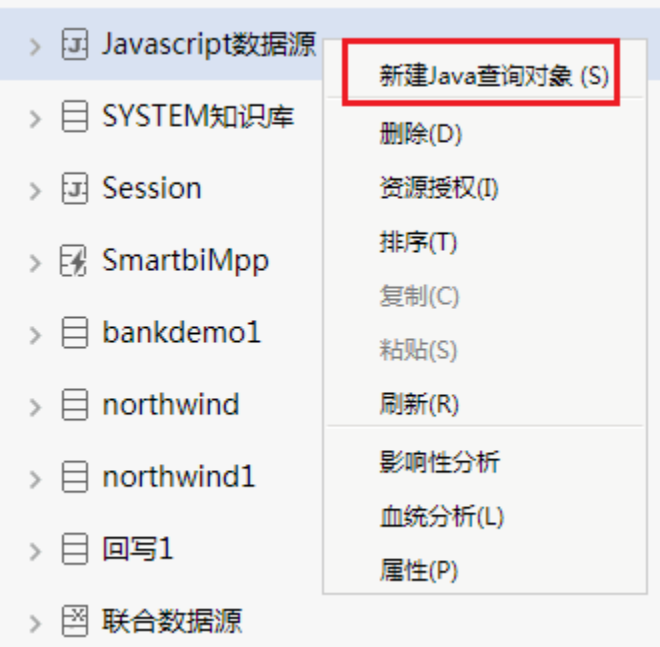 Javascript数据源
SYSTEM知识库
Session
SmartbiMpp
bankdemo1
northwind
northwind1
回写1
联合数据源
新建Java查询对象 (S)
删除(D)
资源授权(I)
排序(T)
复制(C)
粘贴(S)
刷新(R)
影响性分析
血统分析(L)
属性(P)